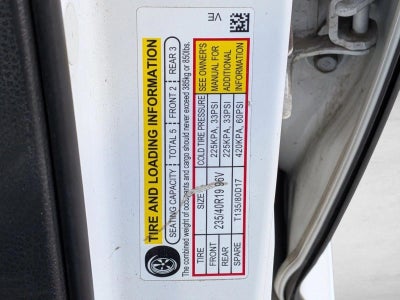 VE
TIRE AND LOADING INFORMATION
SEATING CAPACITY TOTAL 5 FRONT 2 REAR 3
The combined weight of occupants and cargo should never exceed 385kg or 850lbs.
TIRE SIZE COLD TIRE PRESSURE SEE OWNER'S
FRONT 235/40R19 96V 225KPA, 33PSI MANUAL FOR
REAR 225KPA, 33PSI ADDITIONAL
SPARE T135/80D17 420KPA, 60PSI INFORMATION